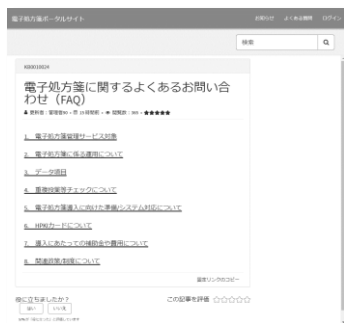 電子処方箋ポータルサイト
お知らせ よくある質問 ログイン
検索
KB0010024
電子処方箋に関するよくあるお問い合わせ（FAQ）
1. 電子処方箋管理サービス対象
2. 電子処方箋に係る運用について
3. データ項目
4. 重複投薬等チェックについて
5. 電子処方箋導入に向けた準備/システム対応について
6. HPKIカードについて
7. 導入にあたっての補助金や費用について
8. 関連政策/制度について
固定リンクのコピー
役に立ちましたか？
この記事を評価 ☆☆☆☆☆
はい いいえ